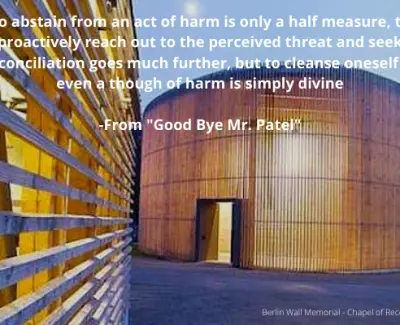 o abstain from an act of harm is only a half measure, t
proactively reach out to the perceived threat and seek
conciliation goes much further, but to cleanse oneself
even a though of harm is simply divine
-From "Good Bye Mr. Patel"
Berlin Wall Memorial - Chapel of Reco